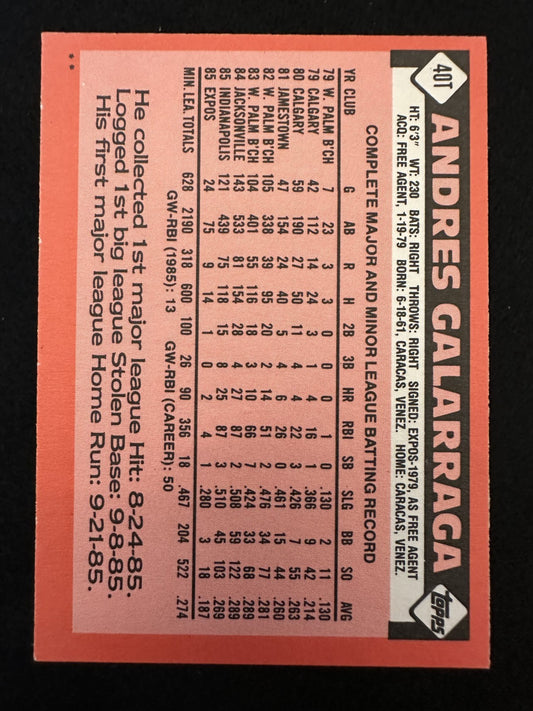 40T
ANDRES GALARRAGA
topps
HT: 6'3" WT: 230 BATS: RIGHT THROWS: RIGHT SIGNED: EXPOS-1979, AS FREE AGENT
ACQ: FREE AGENT, 1-19-79 BORN: 6-18-61, CARACAS, VENEZ. HOME: CARACAS, VENEZ.
COMPLETE MAJOR AND MINOR LEAGUE BATTING RECORD
YR CLUB G AB R H 2B 3B HR RBI SB SLG BB SO AVG
79 W. PALM B'CH 7 23 3 3 0 0 0 1 0 .130 2 11 .130
79 CALGARY 42 112 14 24 3 1 4 16 1 .366 9 42 .214
80 CALGARY 59 190 27 50 11 4 4 22 3 .426 7 55 .263
81 JAMESTOWN 47 154 24 40 5 4 6 26 0 .461 15 44 .260
82 W. PALM B'CH 105 338 39 95 20 2 14 51 2 .476 34 77 .281
83 W. PALM B'CH 104 401 55 116 18 3 10 66 7 .424 33 68 .289
84 JACKSONVILLE 143 533 81 154 28 4 27 87 2 .508 59 122 .289
85 INDIANAPOLIS 121 439 75 118 15 8 25 87 3 .510 45 103 .269
85 EXPOS 24 75 9 14 1 0 2 4 1 .280 3 18 .187
MIN. LEA. TOTALS 628 2190 318 600 100 26 90 356 18 .467 204 522 .274
GW-RBI (1985): 13 GW-RBI (CAREER): 50
He collected 1st major league Hit: 8-24-85.
Logged 1st big league Stolen Base: 9-8-85.
His first major league Home Run: 9-21-85.
**